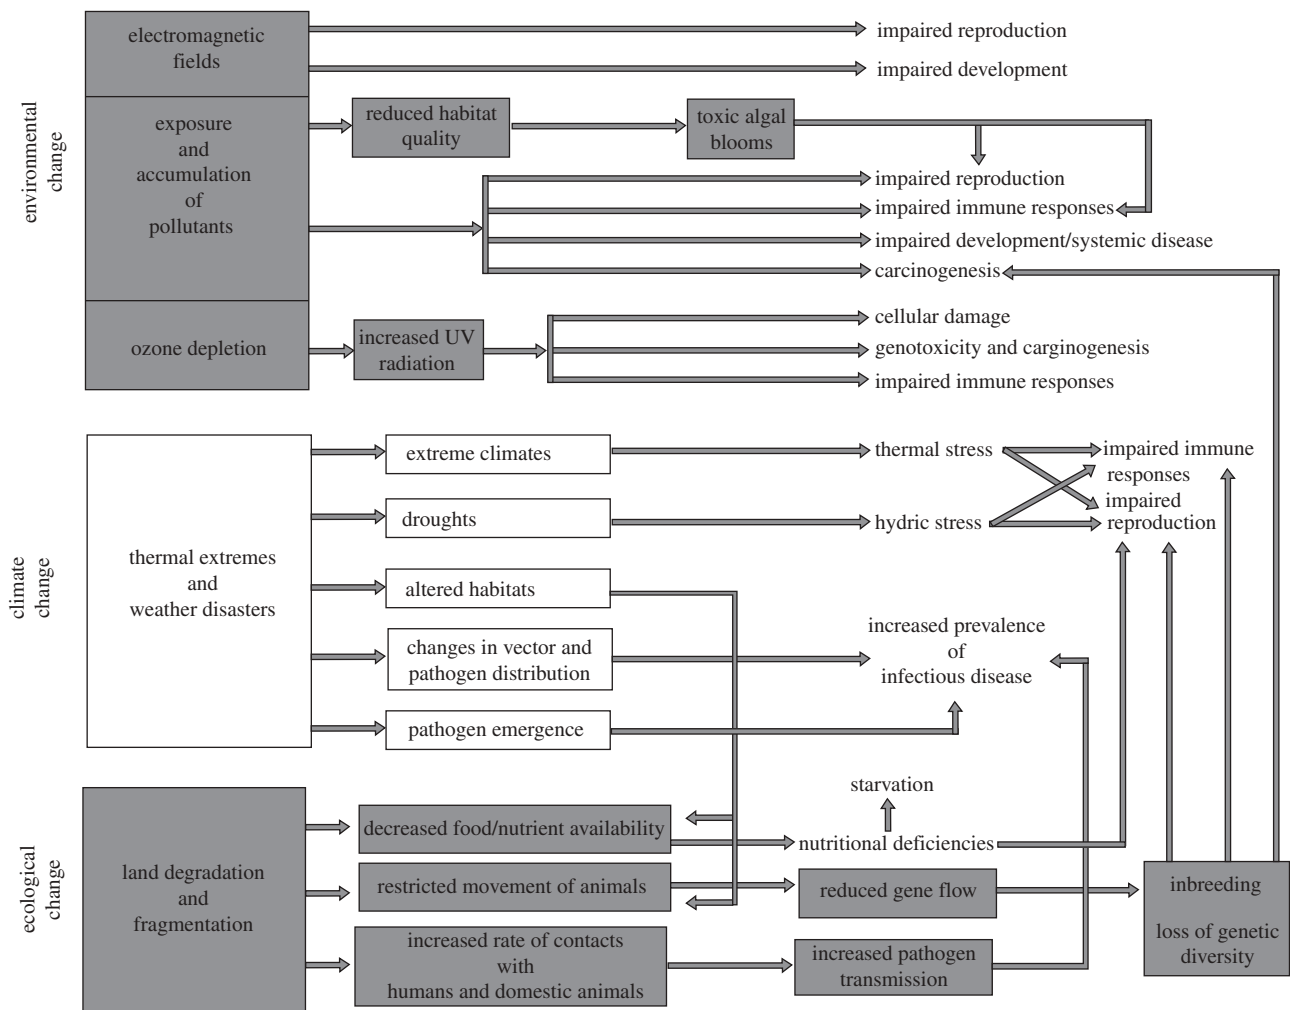 environmental
change
electromagnetic
fields
impaired reproduction
impaired development
exposure
and
accumulation
of
pollutants
reduced habitat
quality
toxic algal
blooms
impaired reproduction
impaired immune responses
impaired development/systemic disease
carcinogenesis
ozone depletion
increased UV
radiation
cellular damage
genotoxicity and carginogenesis
impaired immune responses
climate
change
thermal extremes
and
weather disasters
extreme climates
thermal stress
impaired immune
responses
droughts
hydric stress
impaired
reproduction
altered habitats
changes in vector and
pathogen distribution
increased prevalence
of
infectious disease
pathogen emergence
ecological
change
land degradation
and
fragmentation
decreased food/nutrient availability
starvation
nutritional deficiencies
restricted movement of animals
reduced gene flow
inbreeding
loss of genetic
diversity
increased rate of contacts
with
humans and domestic animals
increased pathogen
transmission